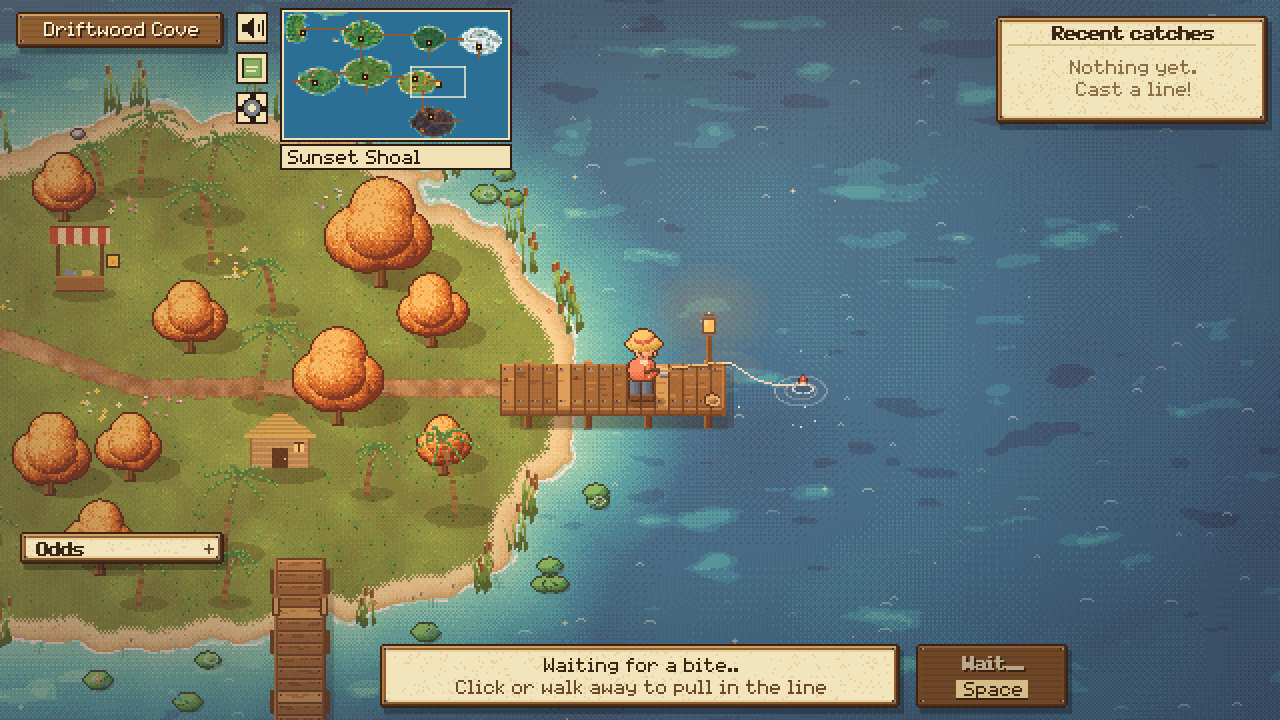 Driftwood Cove
Sunset Shoal
Recent catches
Nothing yet.
Cast a line!
Odds +
Waiting for a bite..
Click or walk away to pull in the line
Wait...
Space